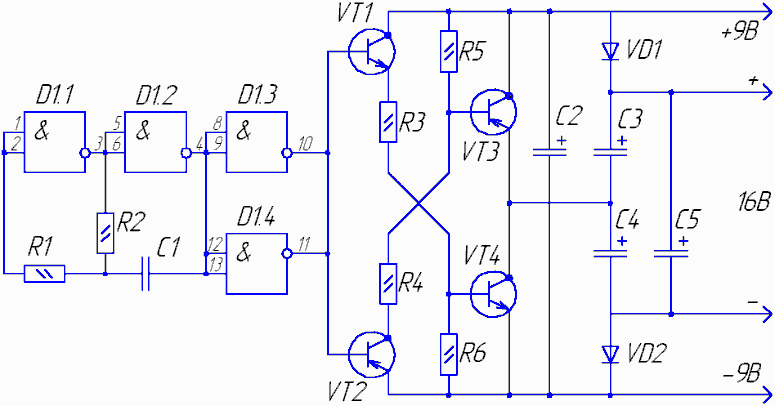 VT1
+9В
R5
VD1
+
D1.1 D1.2 D1.3
1 & 5 & 8 & C2 C3
2 3 6 4 9 10 R3 VT3 + +
16В
R2 D1.4 C4 C5
R1 C1 12 & 11 VT4 + +
13 R4
−
R6 VD2
−9В
VT2